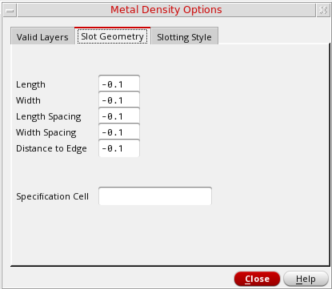 Metal Density Options
Valid Layers Slot Geometry Slotting Style
Length -0.1
Width -0.1
Length Spacing -0.1
Width Spacing -0.1
Distance to Edge -0.1
Specification Cell
Close Help